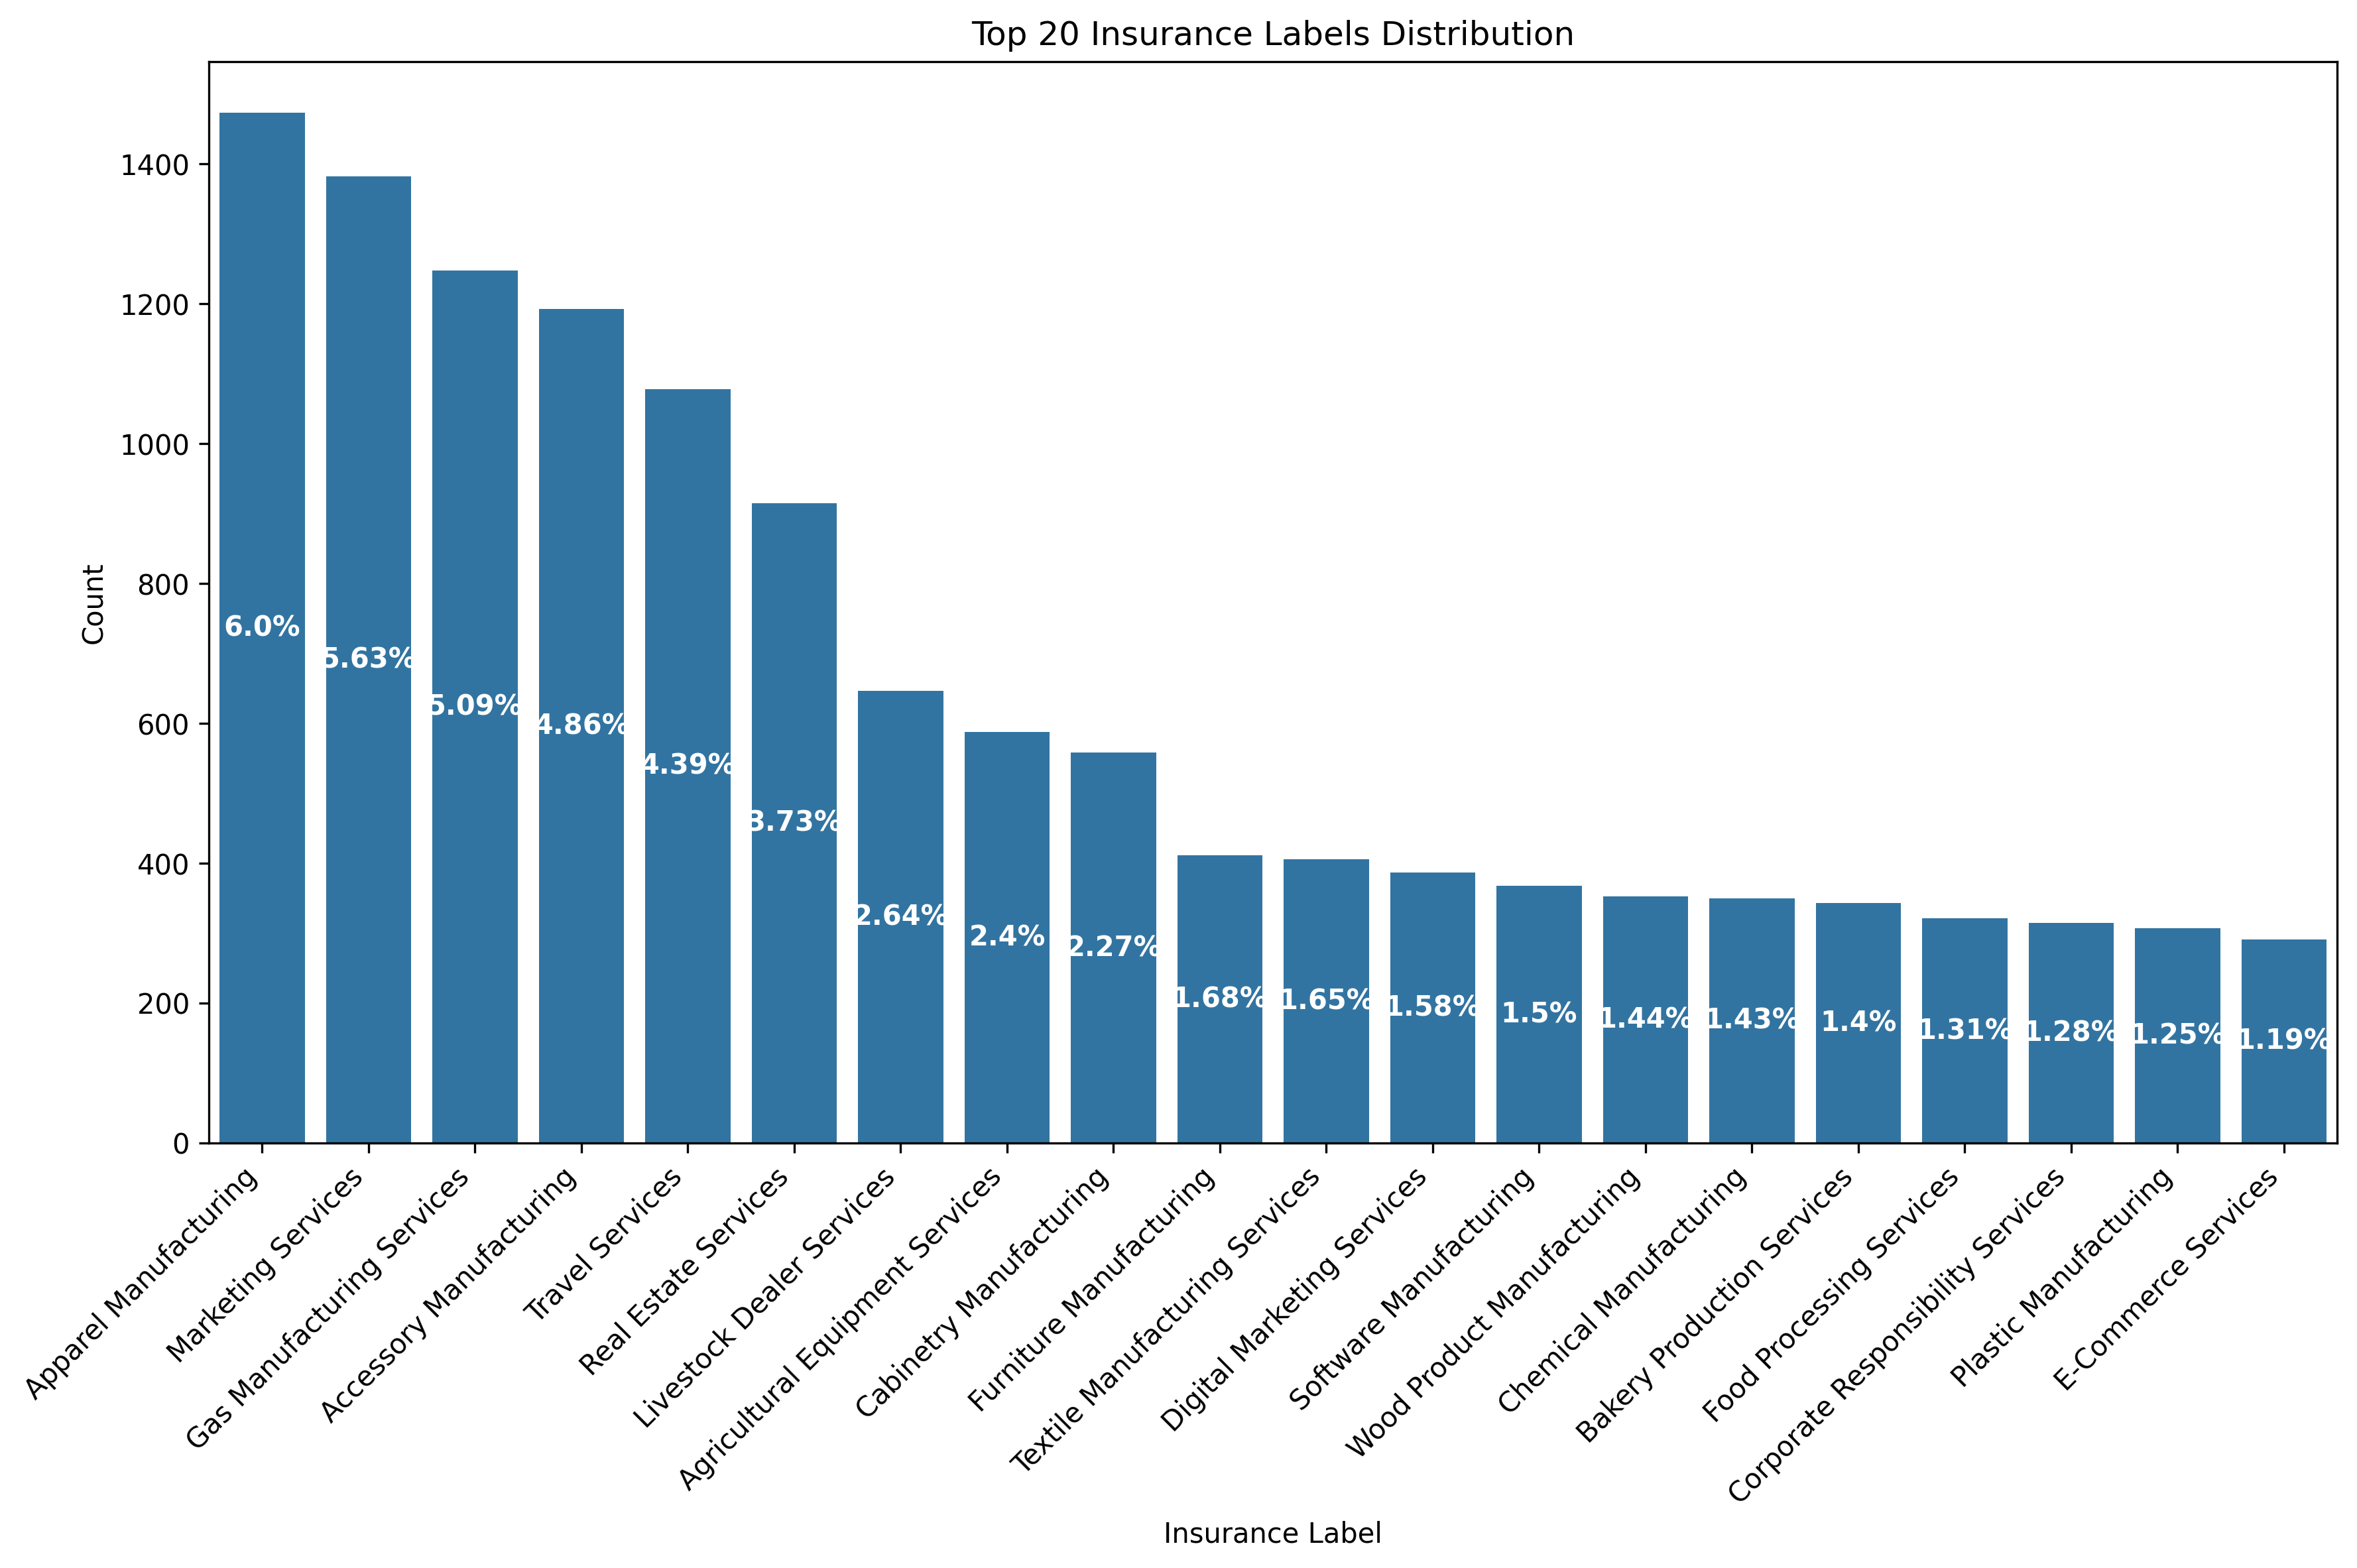 Top 20 Insurance Labels Distribution
Count
1400
1200
1000
800
600
400
200
0
6.0%
5.63%
5.09%
4.86%
4.39%
3.73%
2.64%
2.4%
2.27%
1.68%
1.65%
1.58%
1.5%
1.44%
1.43%
1.4%
1.31%
1.28%
1.25%
1.19%
Apparel Manufacturing
Marketing Services
Gas Manufacturing Services
Accessory Manufacturing
Travel Services
Real Estate Services
Livestock Dealer Services
Agricultural Equipment Services
Cabinetry Manufacturing
Furniture Manufacturing
Textile Manufacturing Services
Digital Marketing Services
Software Manufacturing
Wood Product Manufacturing
Chemical Manufacturing
Bakery Production Services
Food Processing Services
Corporate Responsibility Services
Plastic Manufacturing
E-Commerce Services
Insurance Label